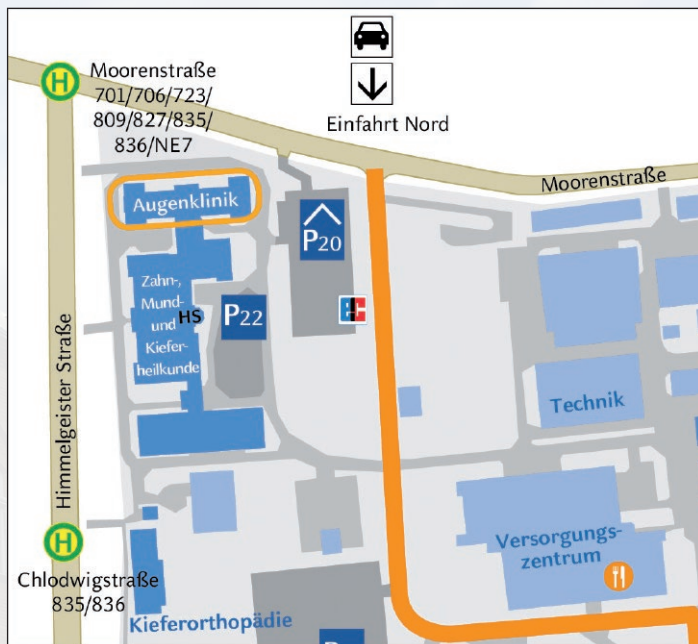 H
Moorenstraße
701/706/723/
809/827/835/
836/NE7
Einfahrt Nord
Moorenstraße
Augenklinik
P20
Zahn-,
Mund-
und
Kiefer-
heilkunde
HS
P22
Himmelgeister Straße
Technik
Versorgungs-
zentrum
H
Chlodwigstraße
835/836
Kieferorthopädie